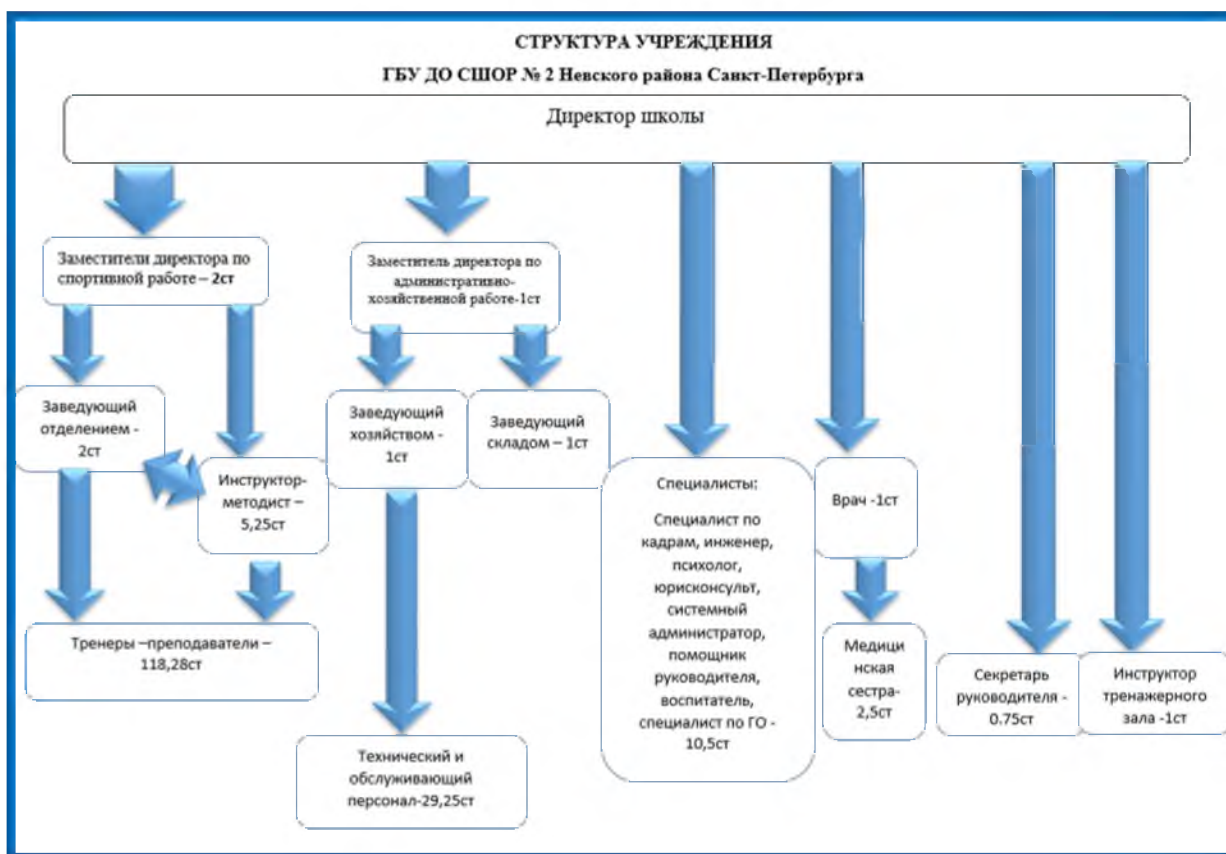 СТРУКТУРА УЧРЕЖДЕНИЯ
ГБУ ДО СШОР № 2 Невского района Санкт-Петербурга
Директор школы
Заместители директора по
спортивной работе – 2ст
Заместитель директора по
административно-
хозяйственной работе-1ст
Заведующий
отделением -
2ст
Инструктор-
методист –
5,25ст
Заведующий
хозяйством -
1ст
Заведующий
складом – 1ст
Специалисты:
Специалист по
кадрам, инженер,
психолог,
юрисконсульт,
системный
администратор,
помощник
руководителя,
воспитатель,
специалист по ГО -
10,5ст
Врач -1ст
Тренеры –преподаватели –
118,28ст
Медици
нская
сестра-
2,5ст
Секретарь
руководителя -
0.75ст
Инструктор
тренажерного
зала -1ст
Технический и
обслуживающий
персонал-29,25ст